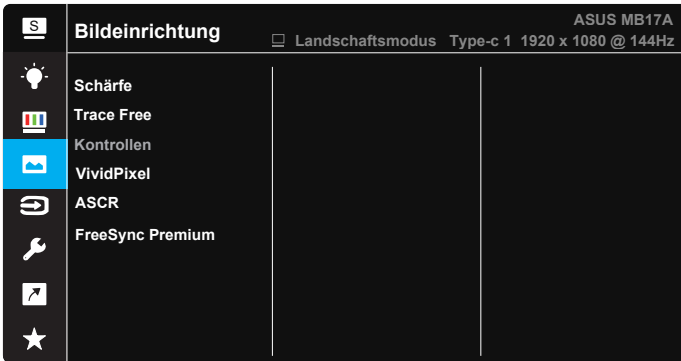 S
Bildeinrichtung
ASUS MB17A
Landschaftsmodus Type-c 1 1920 x 1080 @ 144Hz
Schärfe
Trace Free
Kontrollen
VividPixel
ASCR
FreeSync Premium